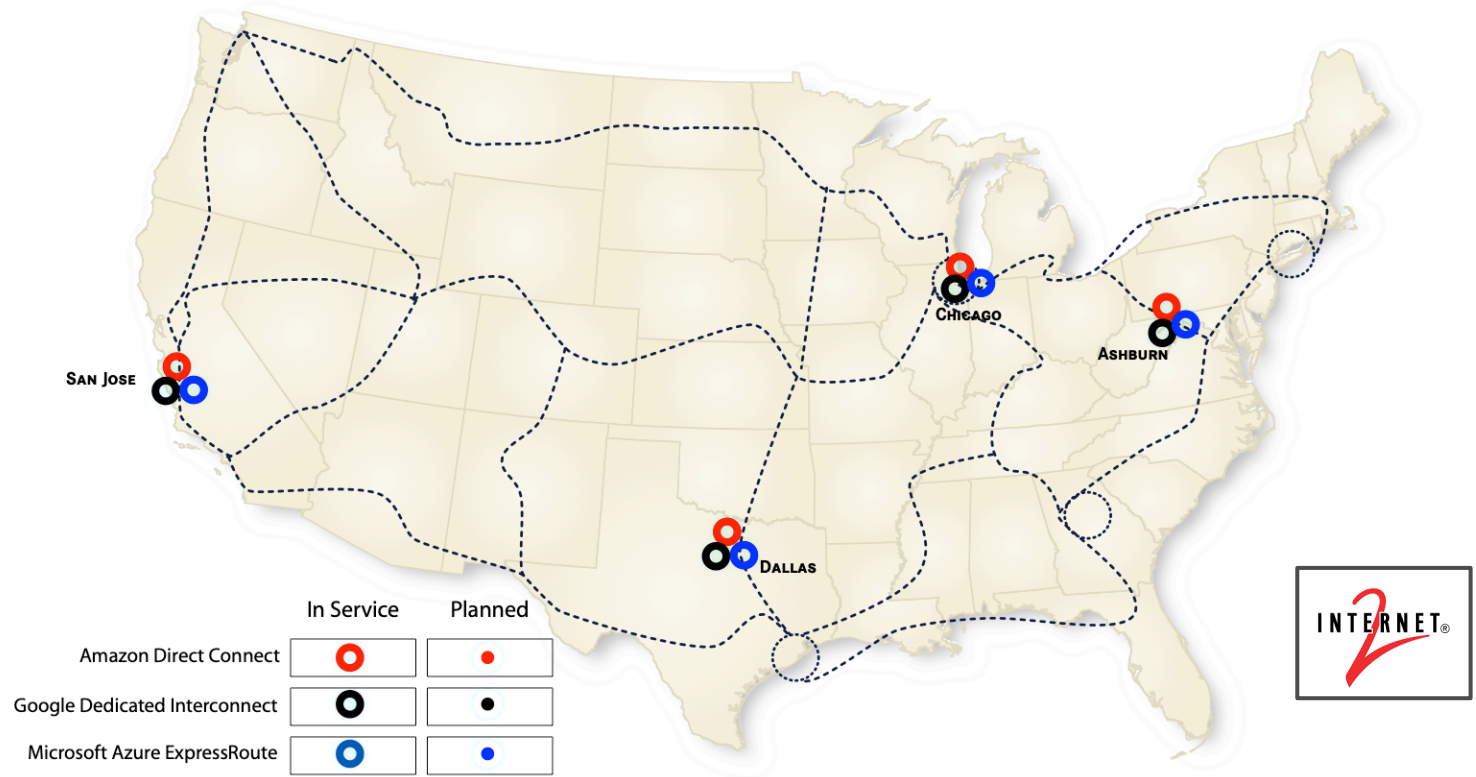 San Jose
Chicago
Ashburn
Dallas
In Service Planned
Amazon Direct Connect
Google Dedicated Interconnect
Microsoft Azure ExpressRoute
INTERNET®
2